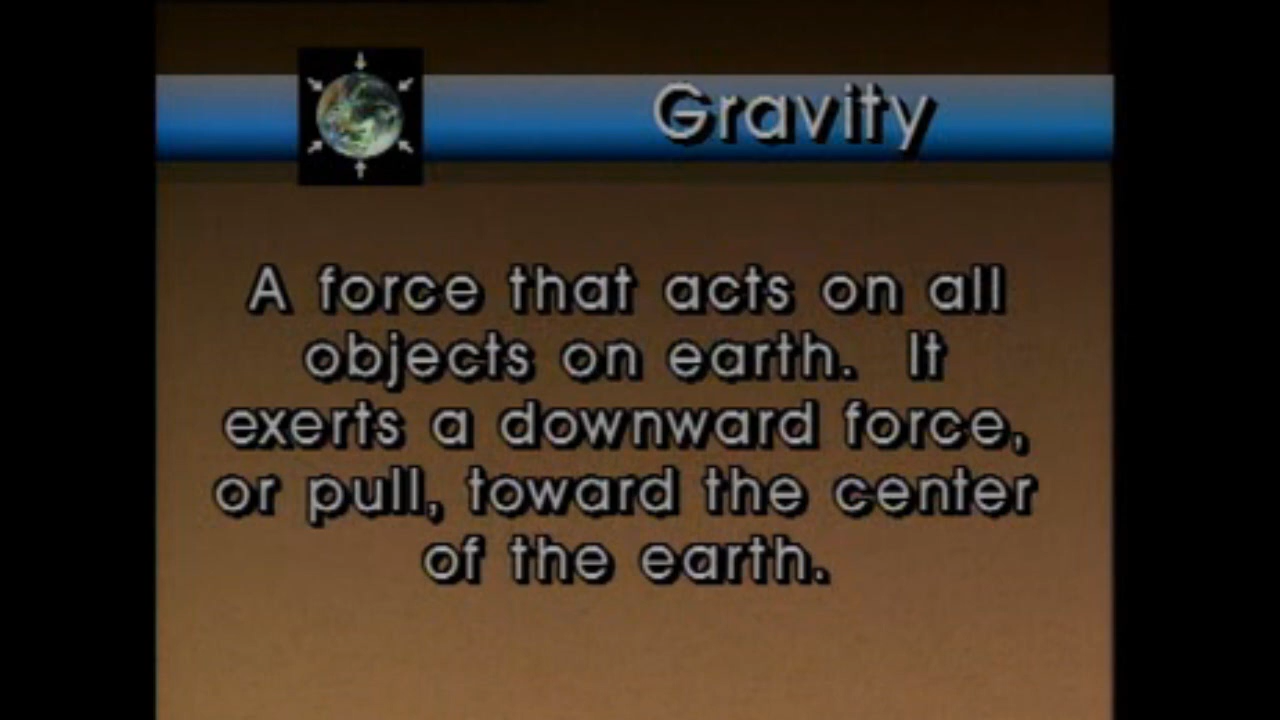 Gravity
A force that acts on all
objects on earth. It
exerts a downward force,
or pull, toward the center
of the earth.